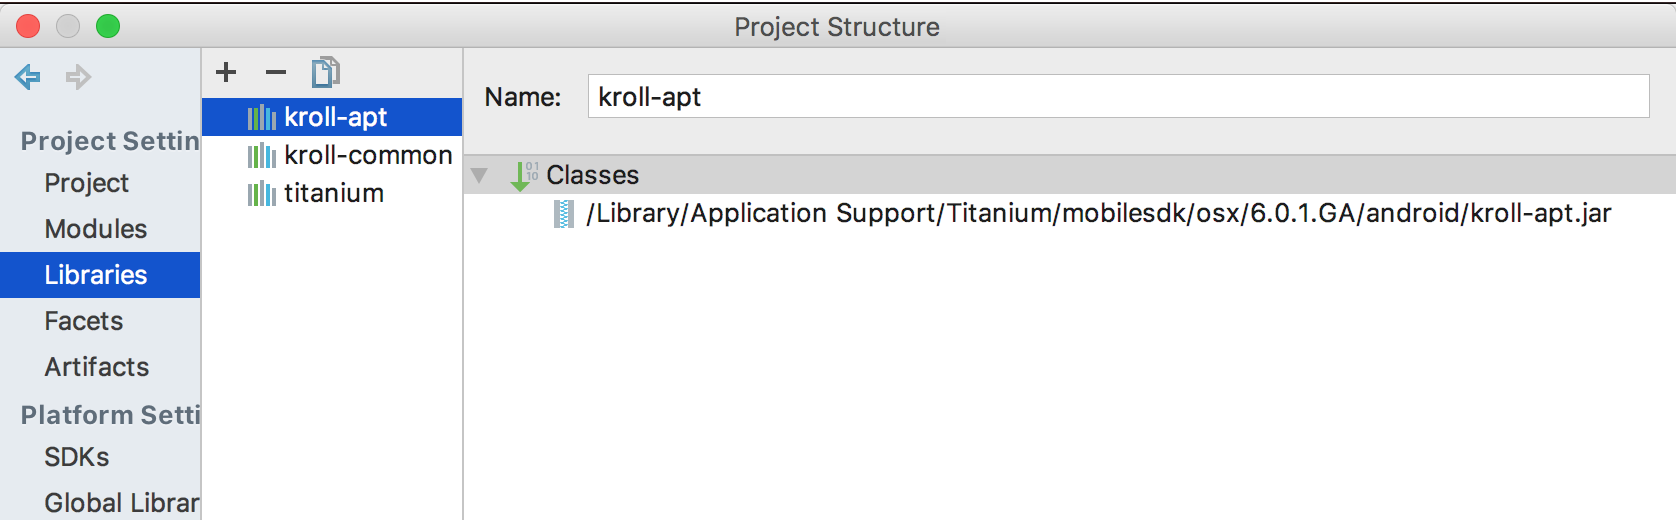 Project Structure
Project Settin
Project
Modules
Libraries
Facets
Artifacts
Platform Setti
SDKs
Global Librar
kroll-apt
kroll-common
titanium
Name: kroll-apt
Classes
/Library/Application Support/Titanium/mobilesdk/osx/6.0.1.GA/android/kroll-apt.jar